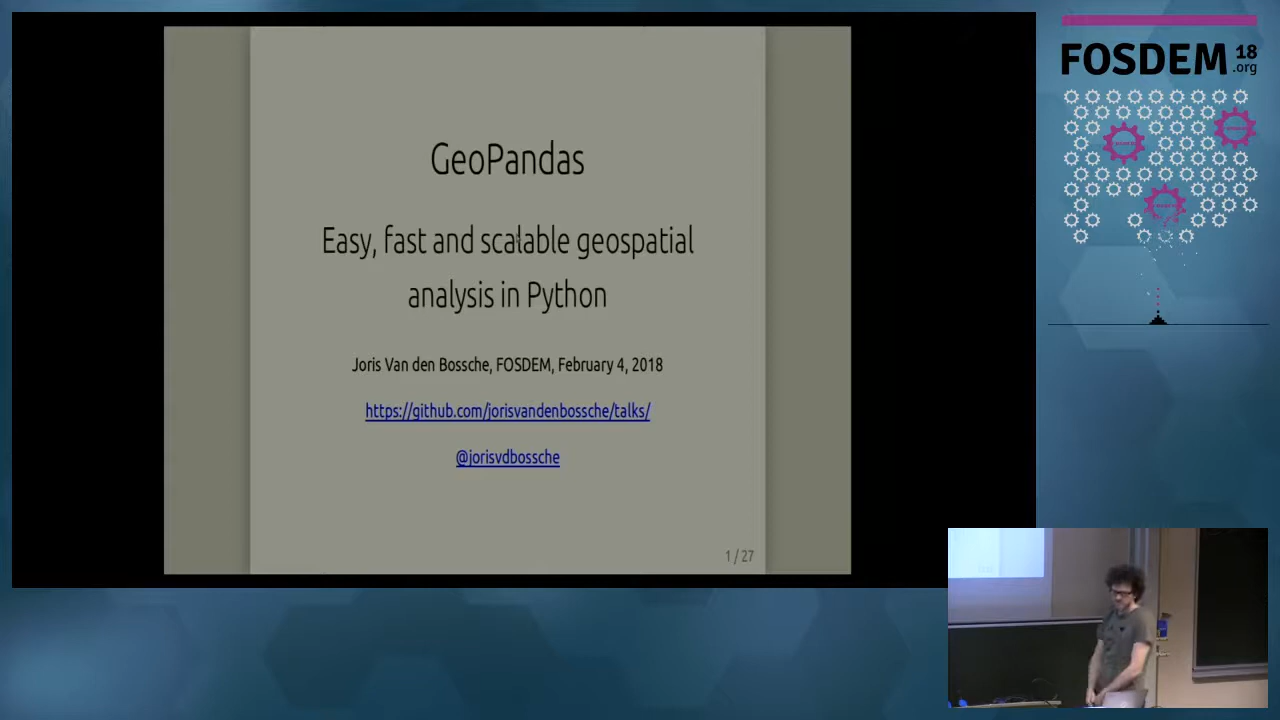 GeoPandas
Easy, fast and scalable geospatial
analysis in Python
Joris Van den Bossche, FOSDEM, February 4, 2018
https://github.com/jorisvandenbossche/talks/
@jorisvdbossche
1 / 27
FOSDEM 18
.org